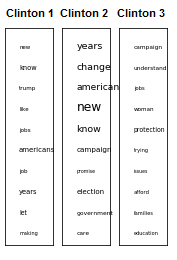 Clinton 1 Clinton 2 Clinton 3
new years campaign
know change understand
trump american jobs
like new woman
jobs know protection
americans campaign trying
job promise issues
years election afford
let government families
making care education